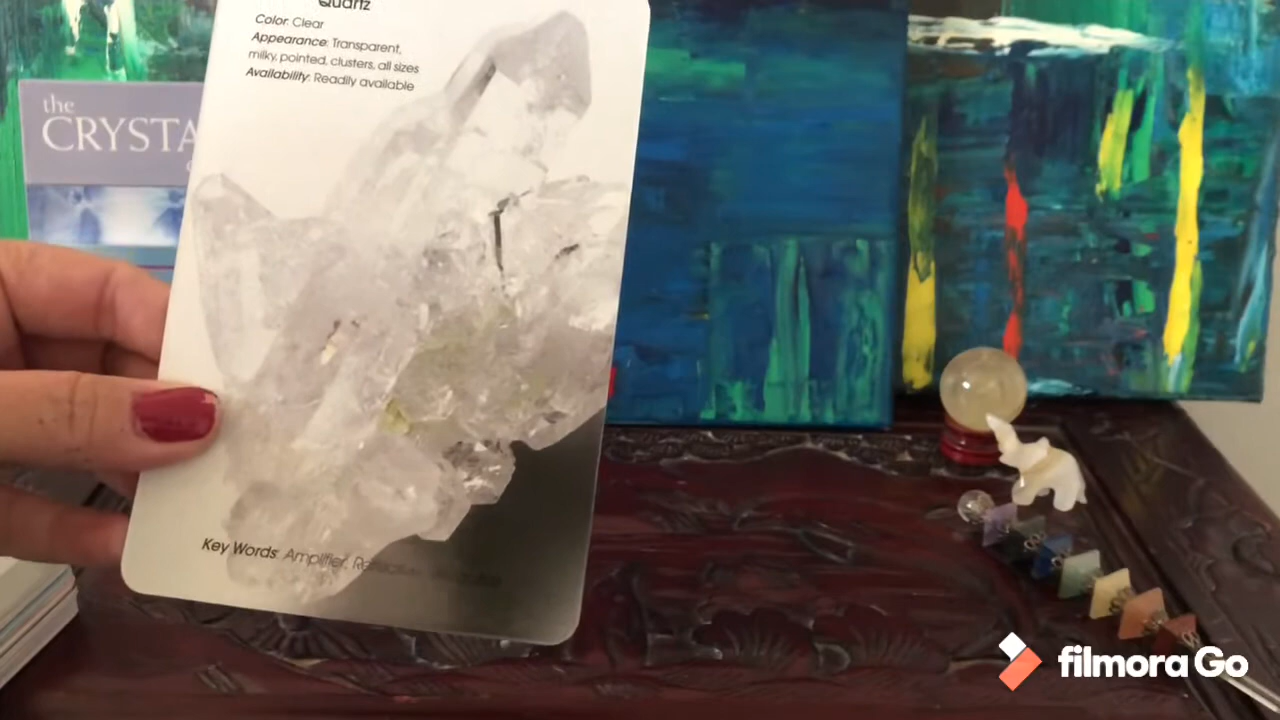 Quartz
Color: Clear
Appearance: Transparent,
milky, pointed, clusters, all sizes
Availability: Readily available
the
CRYSTA
Key Words: Amplifier,
filmora Go